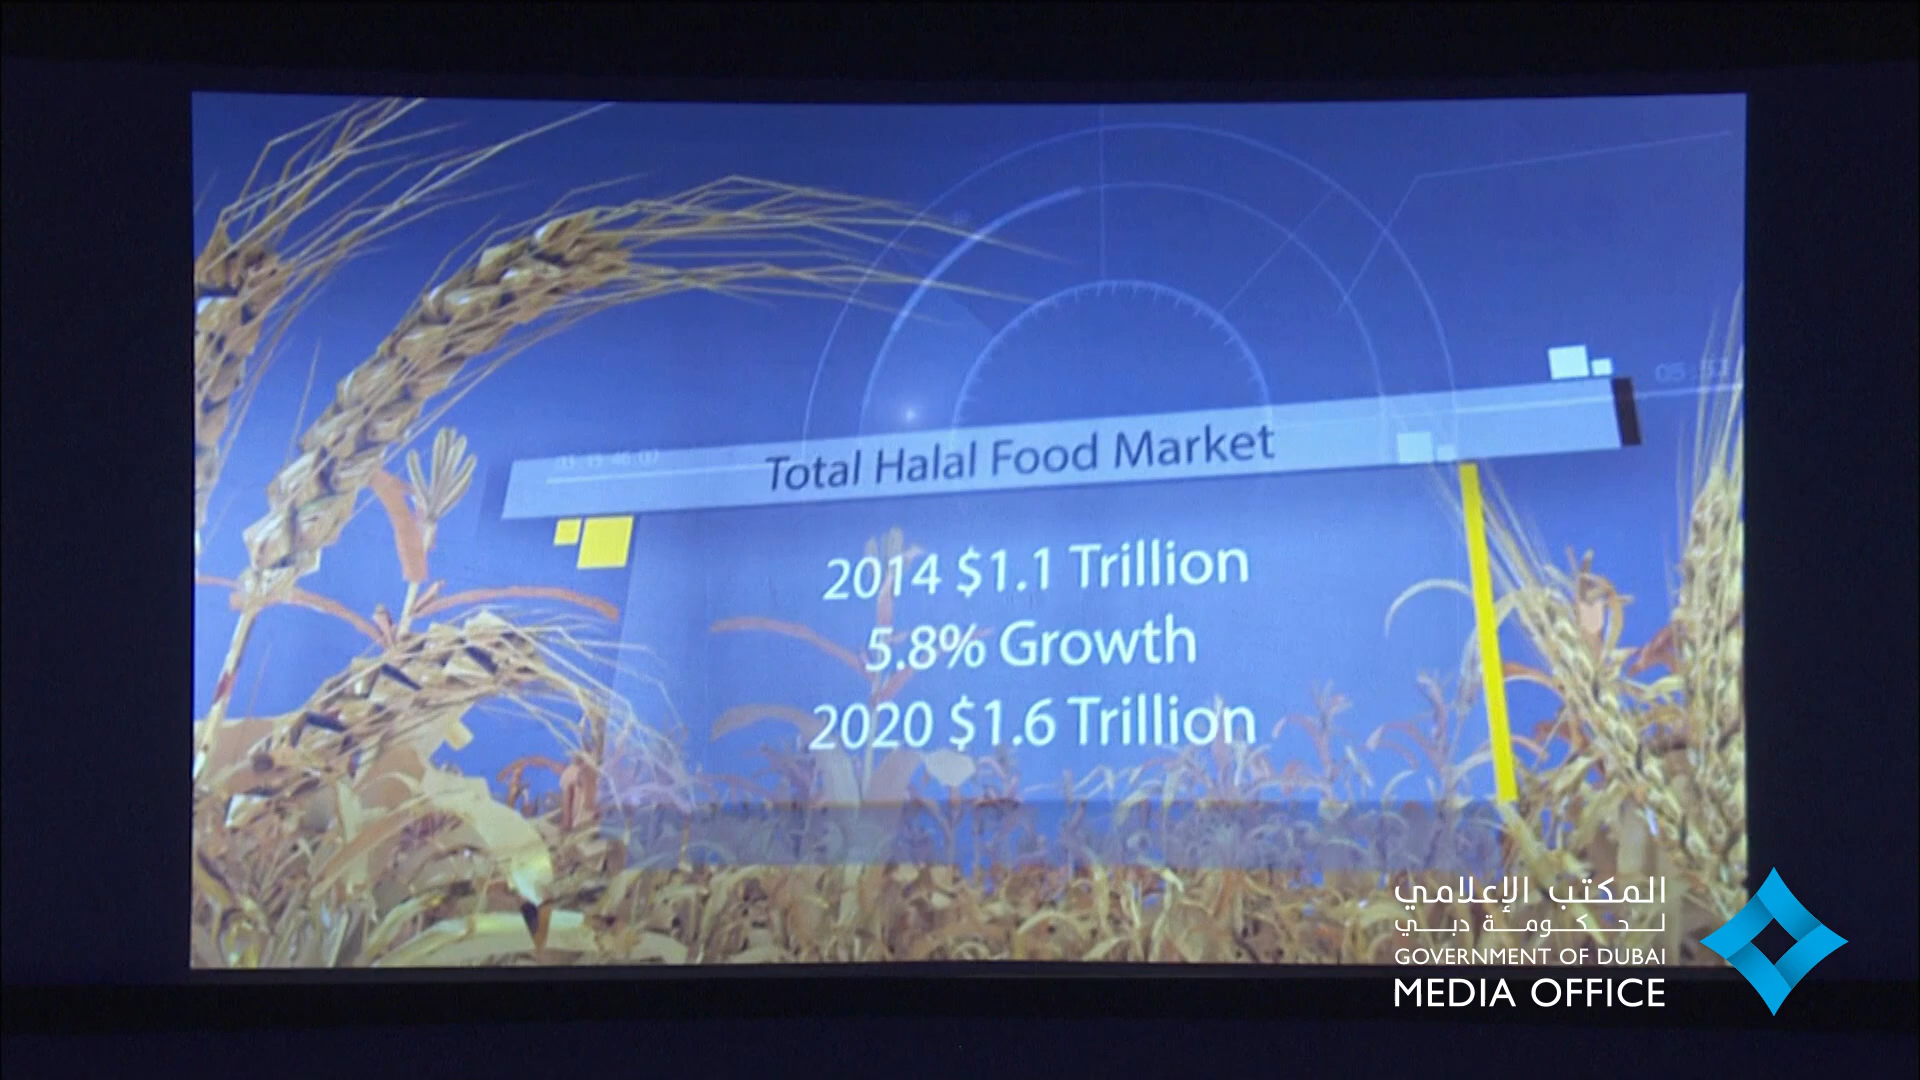 Total Halal Food Market
2014 $1.1 Trillion
5.8% Growth
2020 $1.6 Trillion
المكتب الإعلامي
لـحـكـومـة دبي
GOVERNMENT OF DUBAI
MEDIA OFFICE